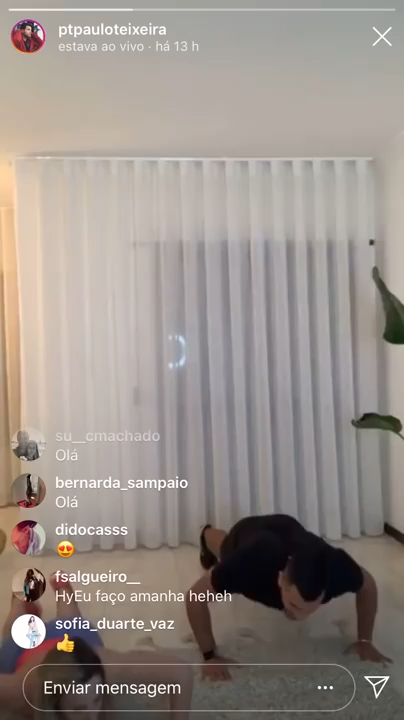 ptpauloteixeira
estava ao vivo · há 13 h
su__cmachado
Olá
bernarda_sampaio
Olá
didocasss
😍
fsalgueiro__
HyEu faço amanha heheh
sofia_duarte_vaz
👍
Enviar mensagem